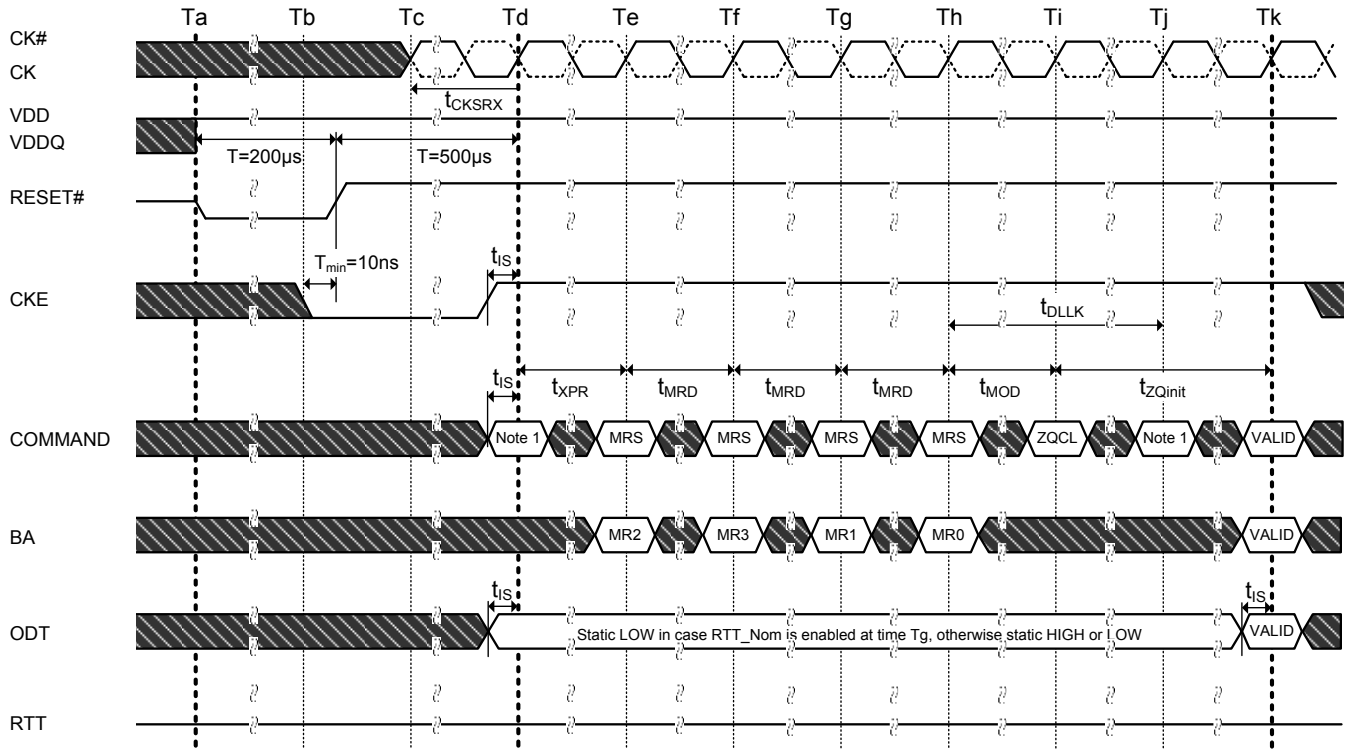 Ta Tb Tc Td Te Tf Tg Th Ti Tj Tk
CK#
CK
tCKSRX
VDD
VDDQ
T=200µs T=500µs
RESET#
Tmin=10ns tIS
CKE
tDLLK
tIS tXPR tMRD tMRD tMRD tMOD tZQinit
COMMAND Note 1 MRS MRS MRS MRS ZQCL Note 1 VALID
BA MR2 MR3 MR1 MR0 VALID
tIS tIS
ODT Static LOW in case RTT_Nom is enabled at time Tg, otherwise static HIGH or LOW VALID
RTT